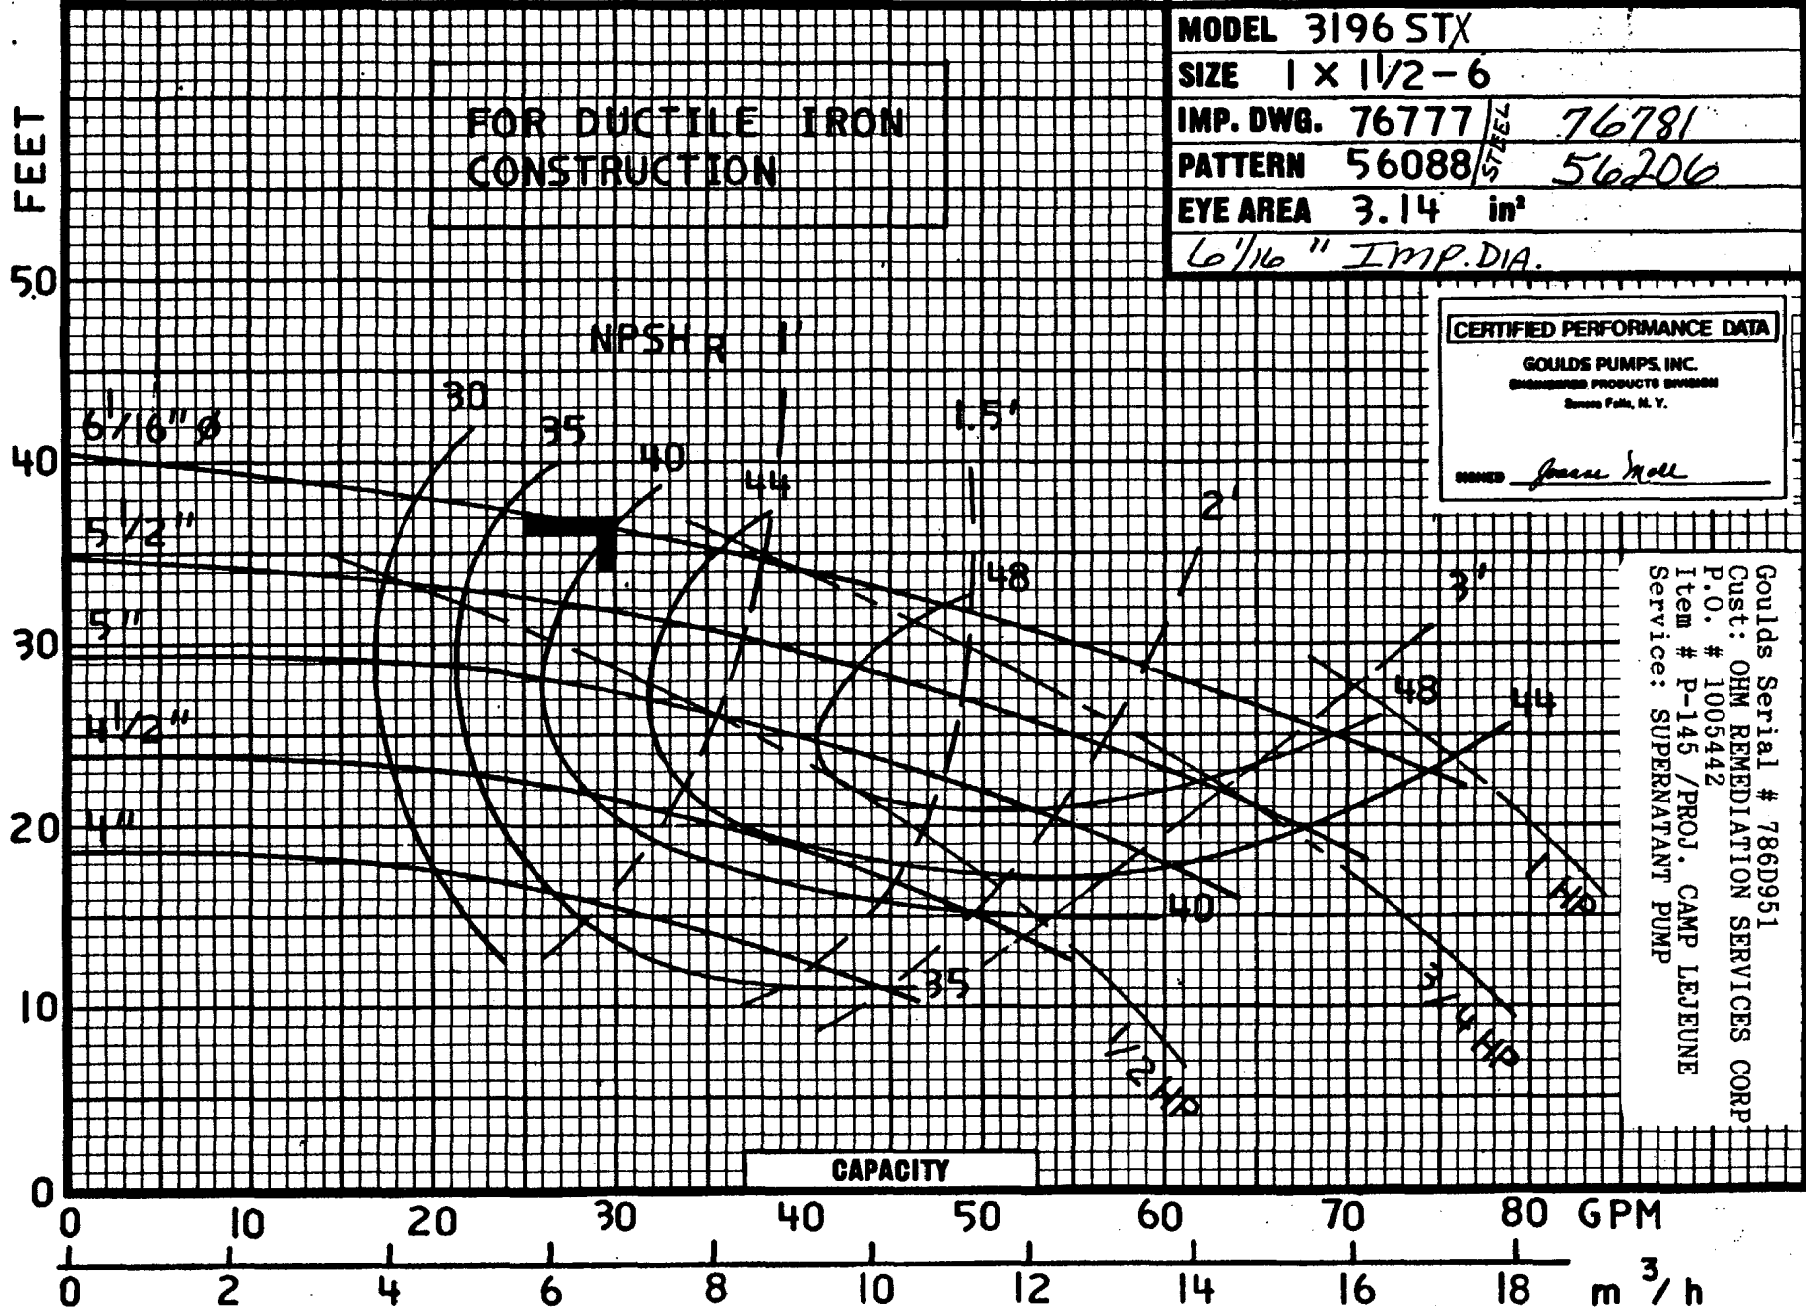 MODEL 3196 STX
SIZE 1 X 1 1/2 - 6
IMP. DWG. 76777 / STEEL 76781
PATTERN 56088 / 56206
EYE AREA 3.14 in²
6 1/16 " IMP. DIA.
FOR DUCTILE IRON
CONSTRUCTION
CERTIFIED PERFORMANCE DATA
GOULDS PUMPS, INC.
ENGINEERED PRODUCTS DIVISION
Seneca Falls, N. Y.
SIGNED
Goulds Serial # 786D951
Cust: OHM REMEDIATION SERVICES CORP
P.O. # 1005442
Item # P-145 /PROJ. CAMP LEJEUNE
Service: SUPERNATANT PUMP
FEET
50
40
30
20
10
0
NPSH R 1'
1.5'
2'
3'
30
35
40
44
48
48
44
40
35
6 1/16" ø
5 1/2"
5"
4 1/2"
4"
1 HP
3/4 HP
1/2 HP
CAPACITY
0 10 20 30 40 50 60 70 80 GPM
0 2 4 6 8 10 12 14 16 18 m³/h